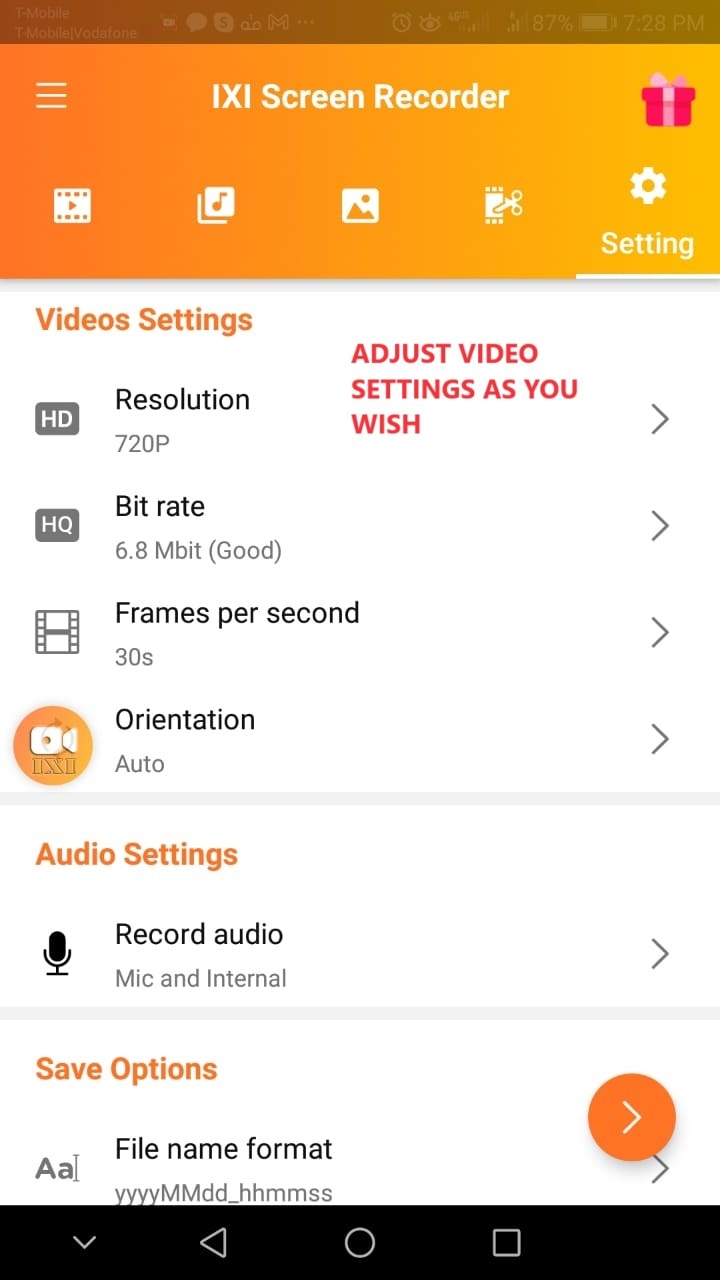 T-Mobile
T-Mobile|Vodafone
87%
7:28 PM
IXI Screen Recorder
Setting
Videos Settings
ADJUST VIDEO
SETTINGS AS YOU
WISH
HD
Resolution
720P
HQ
Bit rate
6.8 Mbit (Good)
Frames per second
30s
Orientation
IXI
Auto
Audio Settings
Record audio
Mic and Internal
Save Options
Aa
File name format
yyyyMMdd_hhmmss